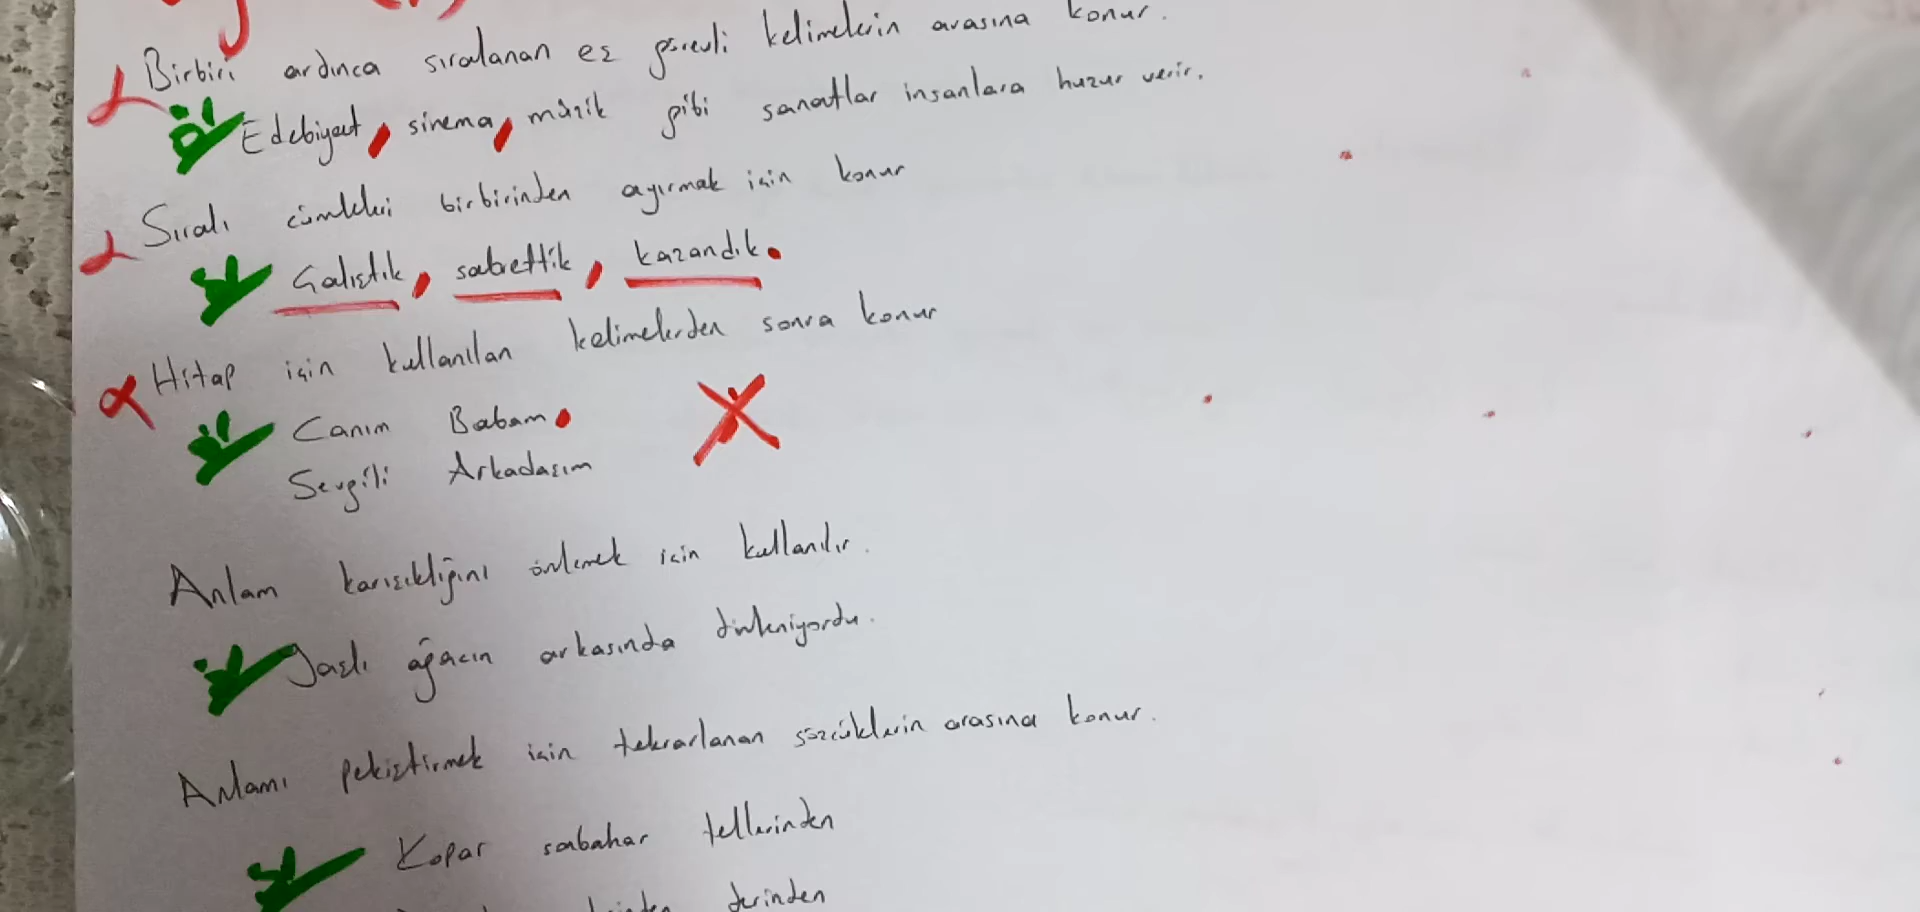 Birbiri ardınca sıralanan eş görevli kelimelerin arasına konur.
Edebiyat, sinema, müzik gibi sanatlar insanlara huzur verir.
Sıralı cümleleri birbirinden ayırmak için konur
Çalıştık, sabrettik, kazandık.
Hitap için kullanılan kelimelerden sonra konur
Canım Babam
Sevgili Arkadaşım
Anlam karışıklığını önlemek için kullanılır.
Yaşlı ağacın arkasında dinleniyordu.
Anlamı pekiştirmek için tekrarlanan sözcüklerin arasına konur.
Kopar sabahar tellerinden
derinden